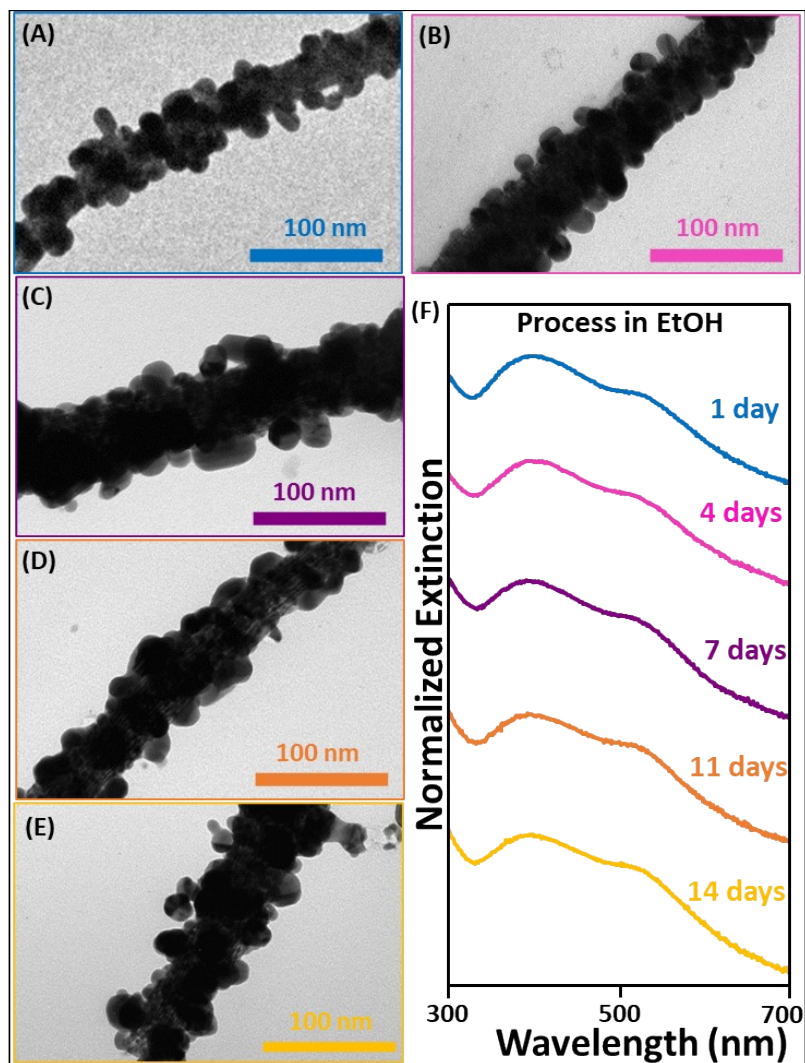 (A)
100 nm
(B)
100 nm
(C)
100 nm
(D)
100 nm
(E)
100 nm
(F)
Process in EtOH
1 day
4 days
7 days
11 days
14 days
Normalized Extinction
300
500
700
Wavelength (nm)